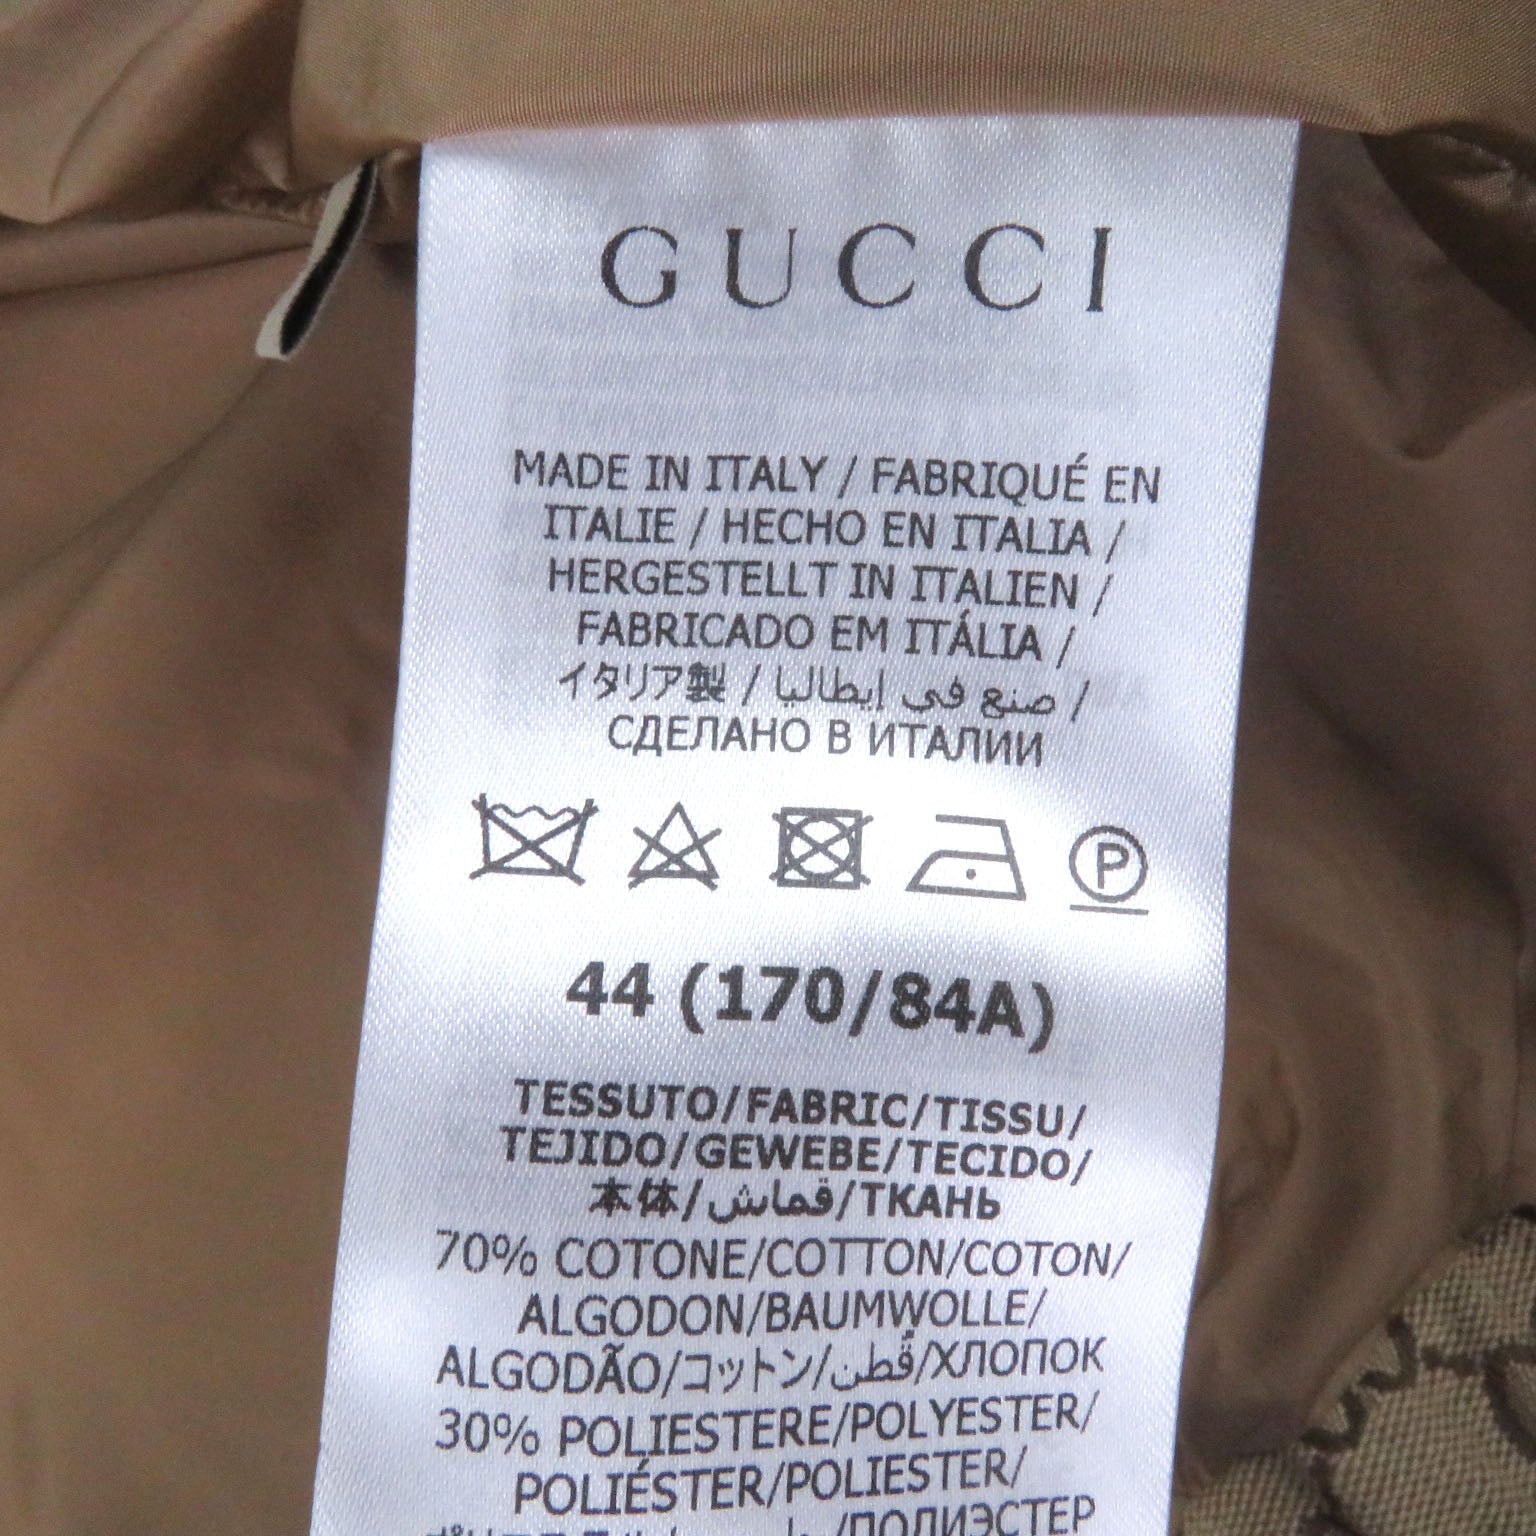 GUCCI
MADE IN ITALY / FABRIQUÉ EN
ITALIE / HECHO EN ITALIA /
HERGESTELLT IN ITALIEN /
FABRICADO EM ITÁLIA /
イタリア製 / صنع في إيطاليا /
СДЕЛАНО В ИТАЛИИ
P
44 (170/84A)
TESSUTO/FABRIC/TISSU/
TEJIDO/GEWEBE/TECIDO/
本体/قماش/ТКАНЬ
70% COTONE/COTTON/COTON/
ALGODON/BAUMWOLLE/
ALGODÃO/コットン/قطن/ХЛОПОК
30% POLIESTERE/POLYESTER/
POLIÉSTER/POLIESTER/
/ПОЛИЭСТЕР